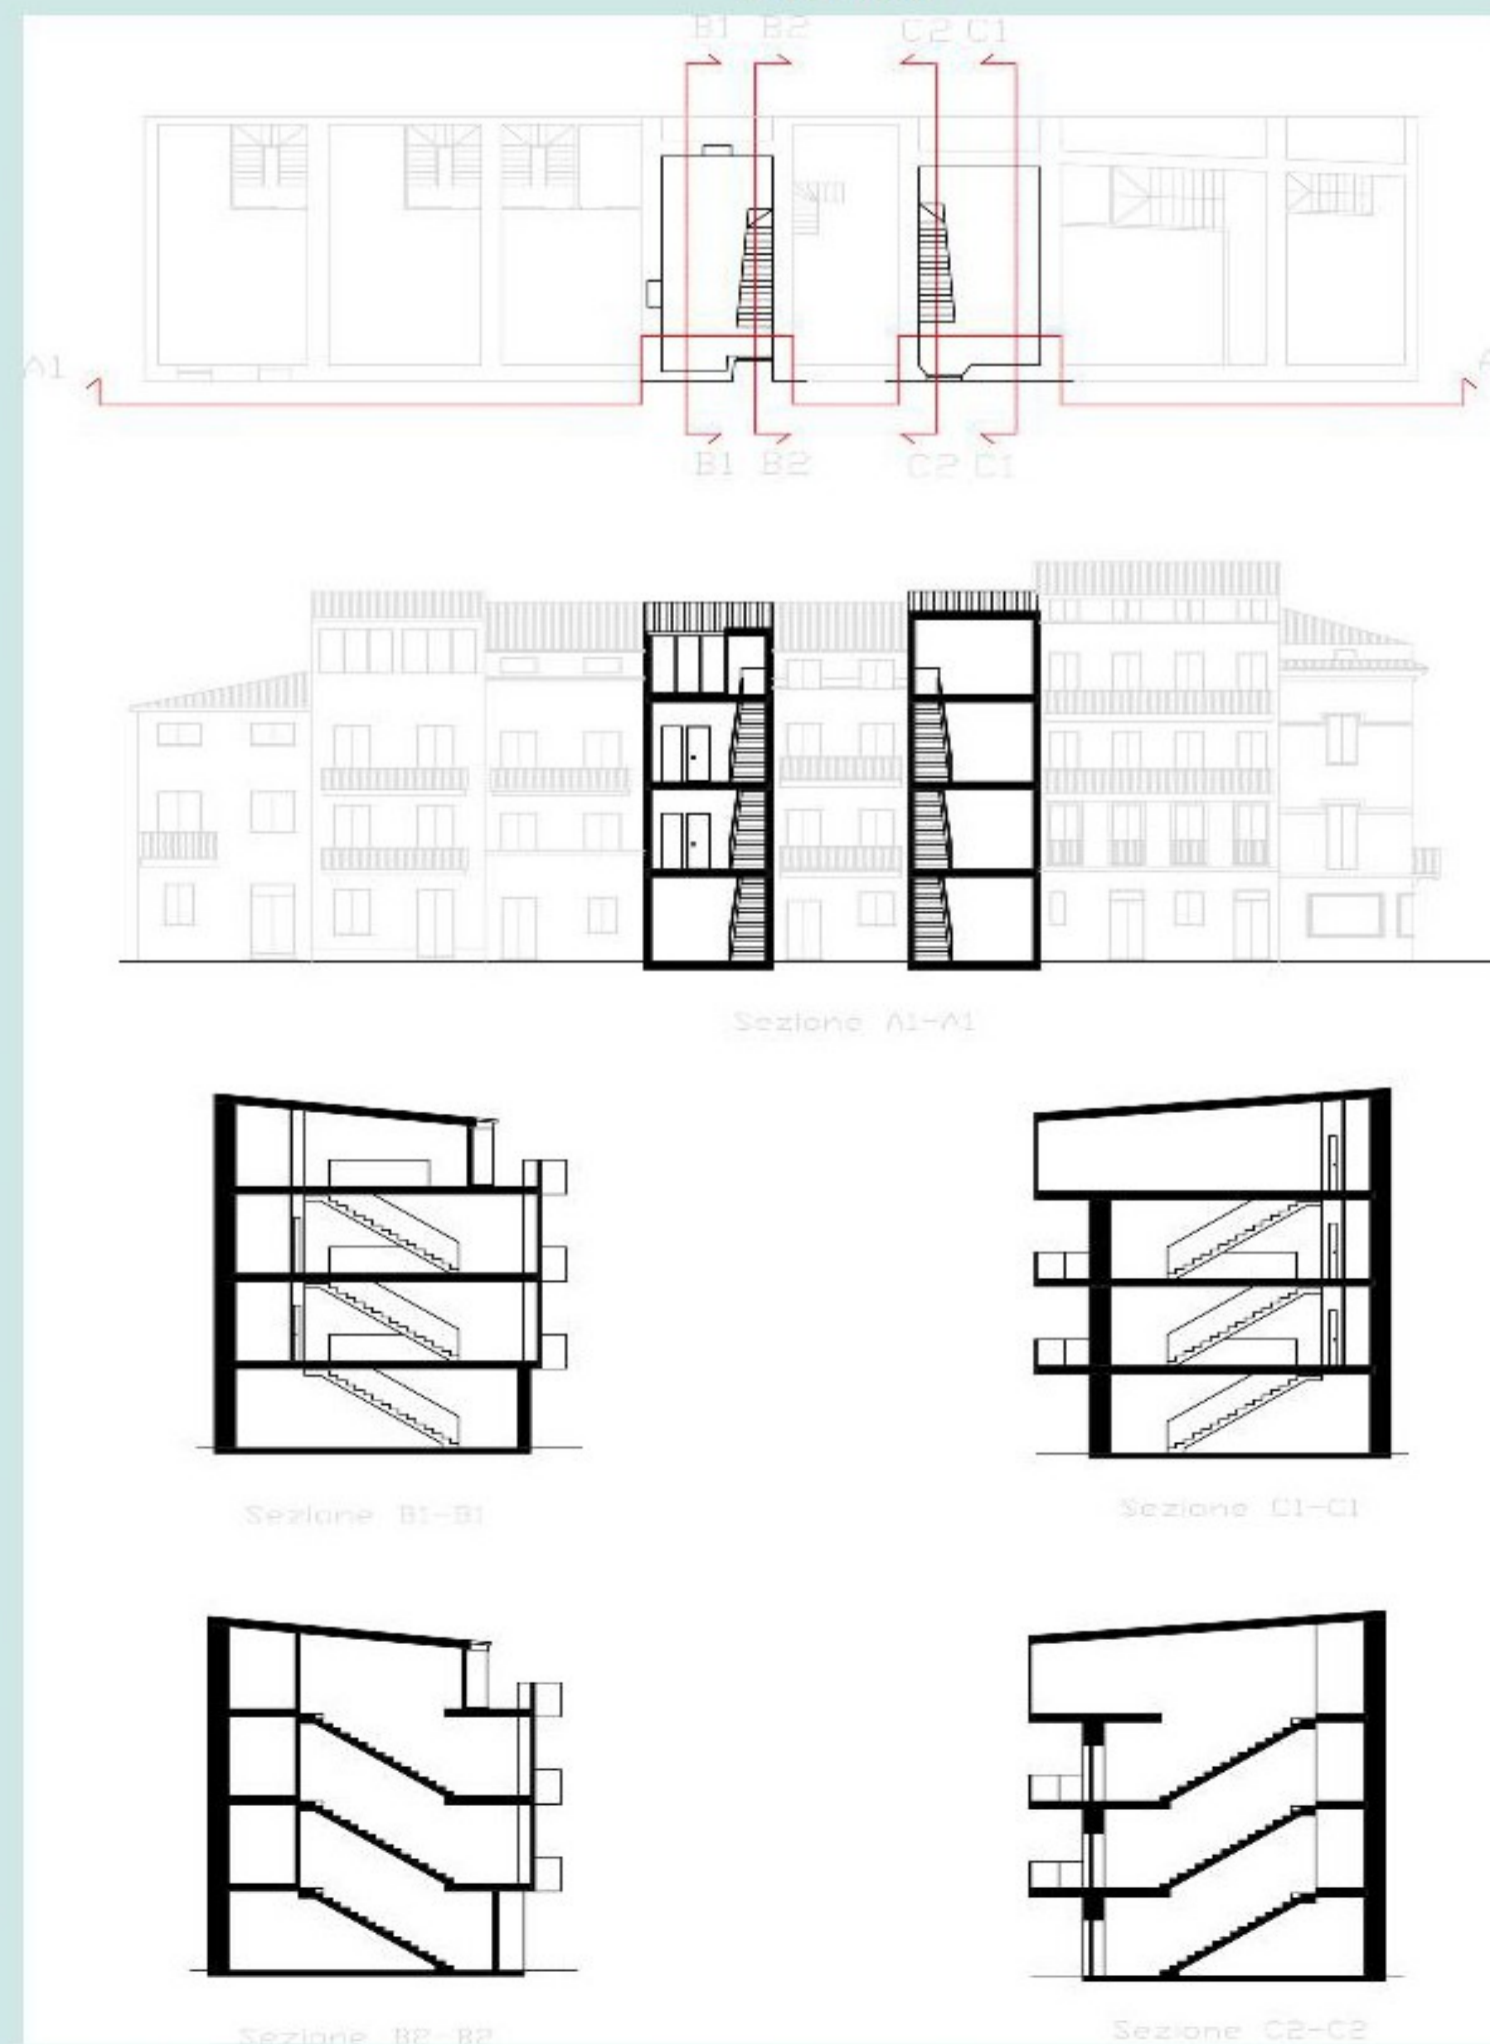 B1 B2 C2 C1
A1
B1 B2 C2 C1
Sezione A1-A1
Sezione B1-B1
Sezione C1-C1
Sezione B2-B2
Sezione C2-C2